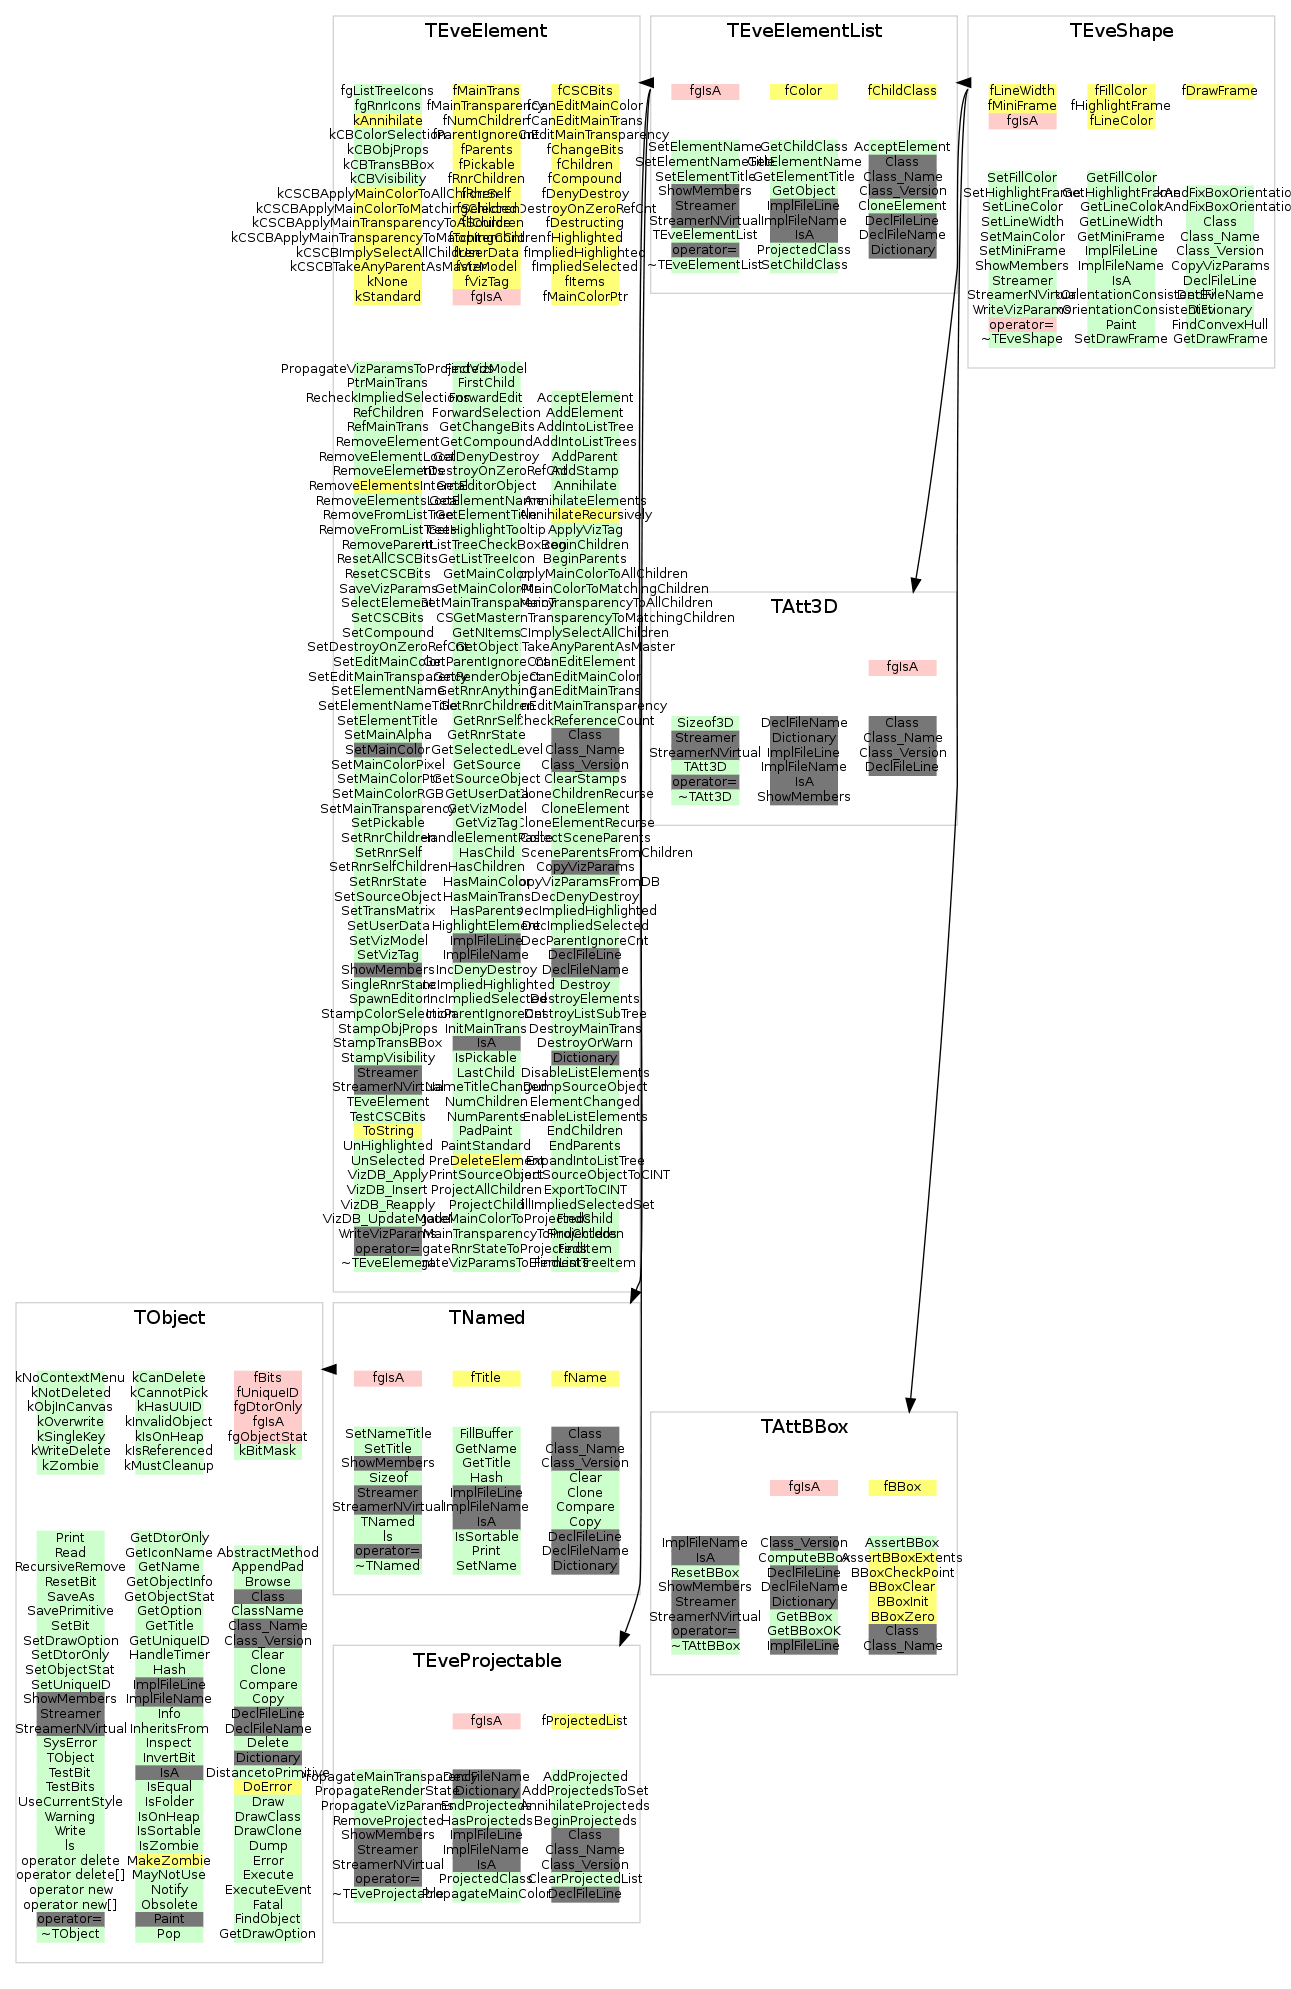 TEveElement
fgListTreeIcons
fgRnrIcons
kAnnihilate
kCBColorSelection
kCBObjProps
kCBTransBBox
kCBVisibility
kCSCBApplyMainColorToAllChildren
kCSCBApplyMainColorToMatchingChildren
kCSCBApplyMainTransparencyToAllChildren
kCSCBApplyMainTransparencyToMatchingChildren
kCSCBImplySelectAllChildren
kCSCBTakeAnyParentAsMaster
kNone
kStandard
fMainTrans
fMainTransparency
fNumChildren
fParentIgnoreCnt
fParents
fPickable
fRnrChildren
fRnrSelf
fSelected
fSource
fTopItem
fUserData
fVizModel
fVizTag
fgIsA
fCSCBits
fCanEditMainColor
fCanEditMainTrans
EditMainTransparency
fChangeBits
fChildren
fCompound
fDenyDestroy
fDestroyOnZeroRefCnt
fDestructing
fHighlighted
fImpliedHighlighted
fImpliedSelected
fItems
fMainColorPtr
PropagateVizParamsToProjecteds
PtrMainTrans
RecheckImpliedSelections
RefChildren
RefMainTrans
RemoveElement
RemoveElementLocal
RemoveElements
RemoveElementsInternal
RemoveElementsLocal
RemoveFromListTree
RemoveFromListTrees
RemoveParent
ResetAllCSCBits
ResetCSCBits
SaveVizParams
SelectElement
SetCSCBits
SetCompound
SetDestroyOnZeroRefCnt
SetEditMainColor
SetEditMainTransparency
SetElementName
SetElementNameTitle
SetElementTitle
SetMainAlpha
SetMainColor
SetMainColorPixel
SetMainColorPtr
SetMainColorRGB
SetMainTransparency
SetPickable
SetRnrChildren
SetRnrSelf
SetRnrSelfChildren
SetRnrState
SetSourceObject
SetTransMatrix
SetUserData
SetVizModel
SetVizTag
ShowMembers
SingleRnrState
SpawnEditor
StampColorSelection
StampObjProps
StampTransBBox
StampVisibility
Streamer
StreamerNVirtual
TEveElement
TestCSCBits
ToString
UnHighlighted
UnSelected
VizDB_Apply
VizDB_Insert
VizDB_Reapply
VizDB_UpdateModel
WriteVizParams
operator=
~TEveElement
FindVizModel
FirstChild
ForwardEdit
ForwardSelection
GetChangeBits
GetCompound
GetDenyDestroy
DestroyOnZeroRefCnt
GetEditorObject
GetElementName
GetElementTitle
GetHighlightTooltip
ListTreeCheckBoxIcon
GetListTreeIcon
GetMainColor
GetMainColorPtr
GetMainTransparency
GetMaster
GetNItems
GetObject
GetParentIgnoreCnt
GetRenderObject
GetRnrAnything
GetRnrChildren
GetRnrSelf
GetRnrState
GetSelectedLevel
GetSource
GetSourceObject
GetUserData
GetVizModel
GetVizTag
HandleElementPaste
HasChild
HasChildren
HasMainColor
HasMainTrans
HasParents
HighlightElement
ImplFileLine
ImplFileName
IncDenyDestroy
IncImpliedHighlighted
IncImpliedSelected
IncParentIgnoreCnt
InitMainTrans
IsA
IsPickable
LastChild
NameTitleChanged
NumChildren
NumParents
PadPaint
PaintStandard
PreDeleteElement
PrintSourceObject
ProjectAllChildren
ProjectChild
gateMainColorToProjecteds
MainTransparencyToProjecteds
gateRnrStateToProjecteds
gateVizParamsToElements
AcceptElement
AddElement
AddIntoListTree
AddIntoListTrees
AddParent
AddStamp
Annihilate
AnnihilateElements
AnnihilateRecursively
ApplyVizTag
BeginChildren
BeginParents
pplyMainColorToAllChildren
MainColorToMatchingChildren
MainTransparencyToAllChildren
TransparencyToMatchingChildren
CImplySelectAllChildren
TakeAnyParentAsMaster
CanEditElement
CanEditMainColor
CanEditMainTrans
nEditMainTransparency
CheckReferenceCount
Class
Class_Name
Class_Version
ClearStamps
CloneChildrenRecurse
CloneElement
CloneElementRecurse
CollectSceneParents
SceneParentsFromChildren
CopyVizParams
opyVizParamsFromDB
DecDenyDestroy
DecImpliedHighlighted
DecImpliedSelected
DecParentIgnoreCnt
DeclFileLine
DeclFileName
Destroy
DestroyElements
DestroyListSubTree
DestroyMainTrans
DestroyOrWarn
Dictionary
DisableListElements
DumpSourceObject
ElementChanged
EnableListElements
EndChildren
EndParents
ExpandIntoListTree
ortSourceObjectToCINT
ExportToCINT
illImpliedSelectedSet
FindChild
FindChildren
FindItem
FindListTreeItem
TEveElementList
fgIsA
fColor
fChildClass
SetElementName
SetElementNameTitle
SetElementTitle
ShowMembers
Streamer
StreamerNVirtual
TEveElementList
operator=
~TEveElementList
GetChildClass
GetElementName
GetElementTitle
GetObject
ImplFileLine
ImplFileName
IsA
ProjectedClass
SetChildClass
AcceptElement
Class
Class_Name
Class_Version
CloneElement
DeclFileLine
DeclFileName
Dictionary
TEveShape
fLineWidth
fMiniFrame
fgIsA
fFillColor
fHighlightFrame
fLineColor
fDrawFrame
SetFillColor
SetHighlightFrame
SetLineColor
SetLineWidth
SetMainColor
SetMiniFrame
ShowMembers
Streamer
StreamerNVirtual
WriteVizParams
operator=
~TEveShape
GetFillColor
GetHighlightFrame
GetLineColor
GetLineWidth
GetMiniFrame
ImplFileLine
ImplFileName
IsA
OrientationConsistentEv
OrientationConsistentFv
Paint
SetDrawFrame
kAndFixBoxOrientatio
kAndFixBoxOrientatio
Class
Class_Name
Class_Version
CopyVizParams
DeclFileLine
DeclFileName
Dictionary
FindConvexHull
GetDrawFrame
TAtt3D
fgIsA
Sizeof3D
Streamer
StreamerNVirtual
TAtt3D
operator=
~TAtt3D
DeclFileName
Dictionary
ImplFileLine
ImplFileName
IsA
ShowMembers
Class
Class_Name
Class_Version
DeclFileLine
TObject
kNoContextMenu
kNotDeleted
kObjInCanvas
kOverwrite
kSingleKey
kWriteDelete
kZombie
kCanDelete
kCannotPick
kHasUUID
kInvalidObject
kIsOnHeap
kIsReferenced
kMustCleanup
fBits
fUniqueID
fgDtorOnly
fgIsA
fgObjectStat
kBitMask
Print
Read
RecursiveRemove
ResetBit
SaveAs
SavePrimitive
SetBit
SetDrawOption
SetDtorOnly
SetObjectStat
SetUniqueID
ShowMembers
Streamer
StreamerNVirtual
SysError
TObject
TestBit
TestBits
UseCurrentStyle
Warning
Write
ls
operator delete
operator delete[]
operator new
operator new[]
operator=
~TObject
GetDtorOnly
GetIconName
GetName
GetObjectInfo
GetObjectStat
GetOption
GetTitle
GetUniqueID
HandleTimer
Hash
ImplFileLine
ImplFileName
Info
InheritsFrom
Inspect
InvertBit
IsA
IsEqual
IsFolder
IsOnHeap
IsSortable
IsZombie
MakeZombie
MayNotUse
Notify
Obsolete
Paint
Pop
AbstractMethod
AppendPad
Browse
Class
ClassName
Class_Name
Class_Version
Clear
Clone
Compare
Copy
DeclFileLine
DeclFileName
Delete
Dictionary
DistancetoPrimitive
DoError
Draw
DrawClass
DrawClone
Dump
Error
Execute
ExecuteEvent
Fatal
FindObject
GetDrawOption
TNamed
fgIsA
fTitle
fName
SetNameTitle
SetTitle
ShowMembers
Sizeof
Streamer
StreamerNVirtual
TNamed
ls
operator=
~TNamed
FillBuffer
GetName
GetTitle
Hash
ImplFileLine
ImplFileName
IsA
IsSortable
Print
SetName
Class
Class_Name
Class_Version
Clear
Clone
Compare
Copy
DeclFileLine
DeclFileName
Dictionary
TAttBBox
fgIsA
fBBox
ImplFileName
IsA
ResetBBox
ShowMembers
Streamer
StreamerNVirtual
operator=
~TAttBBox
Class_Version
ComputeBBox
DeclFileLine
DeclFileName
Dictionary
GetBBox
GetBBoxOK
ImplFileLine
AssertBBox
AssertBBoxExtents
BBoxCheckPoint
BBoxClear
BBoxInit
BBoxZero
Class
Class_Name
TEveProjectable
fgIsA
fProjectedList
PropagateMainTransparency
PropagateRenderState
PropagateVizParams
RemoveProjected
ShowMembers
Streamer
StreamerNVirtual
operator=
~TEveProjectable
DeclFileName
Dictionary
EndProjecteds
HasProjecteds
ImplFileLine
ImplFileName
IsA
ProjectedClass
PropagateMainColor
AddProjected
AddProjectedsToSet
AnnihilateProjecteds
BeginProjecteds
Class
Class_Name
Class_Version
ClearProjectedList
DeclFileLine